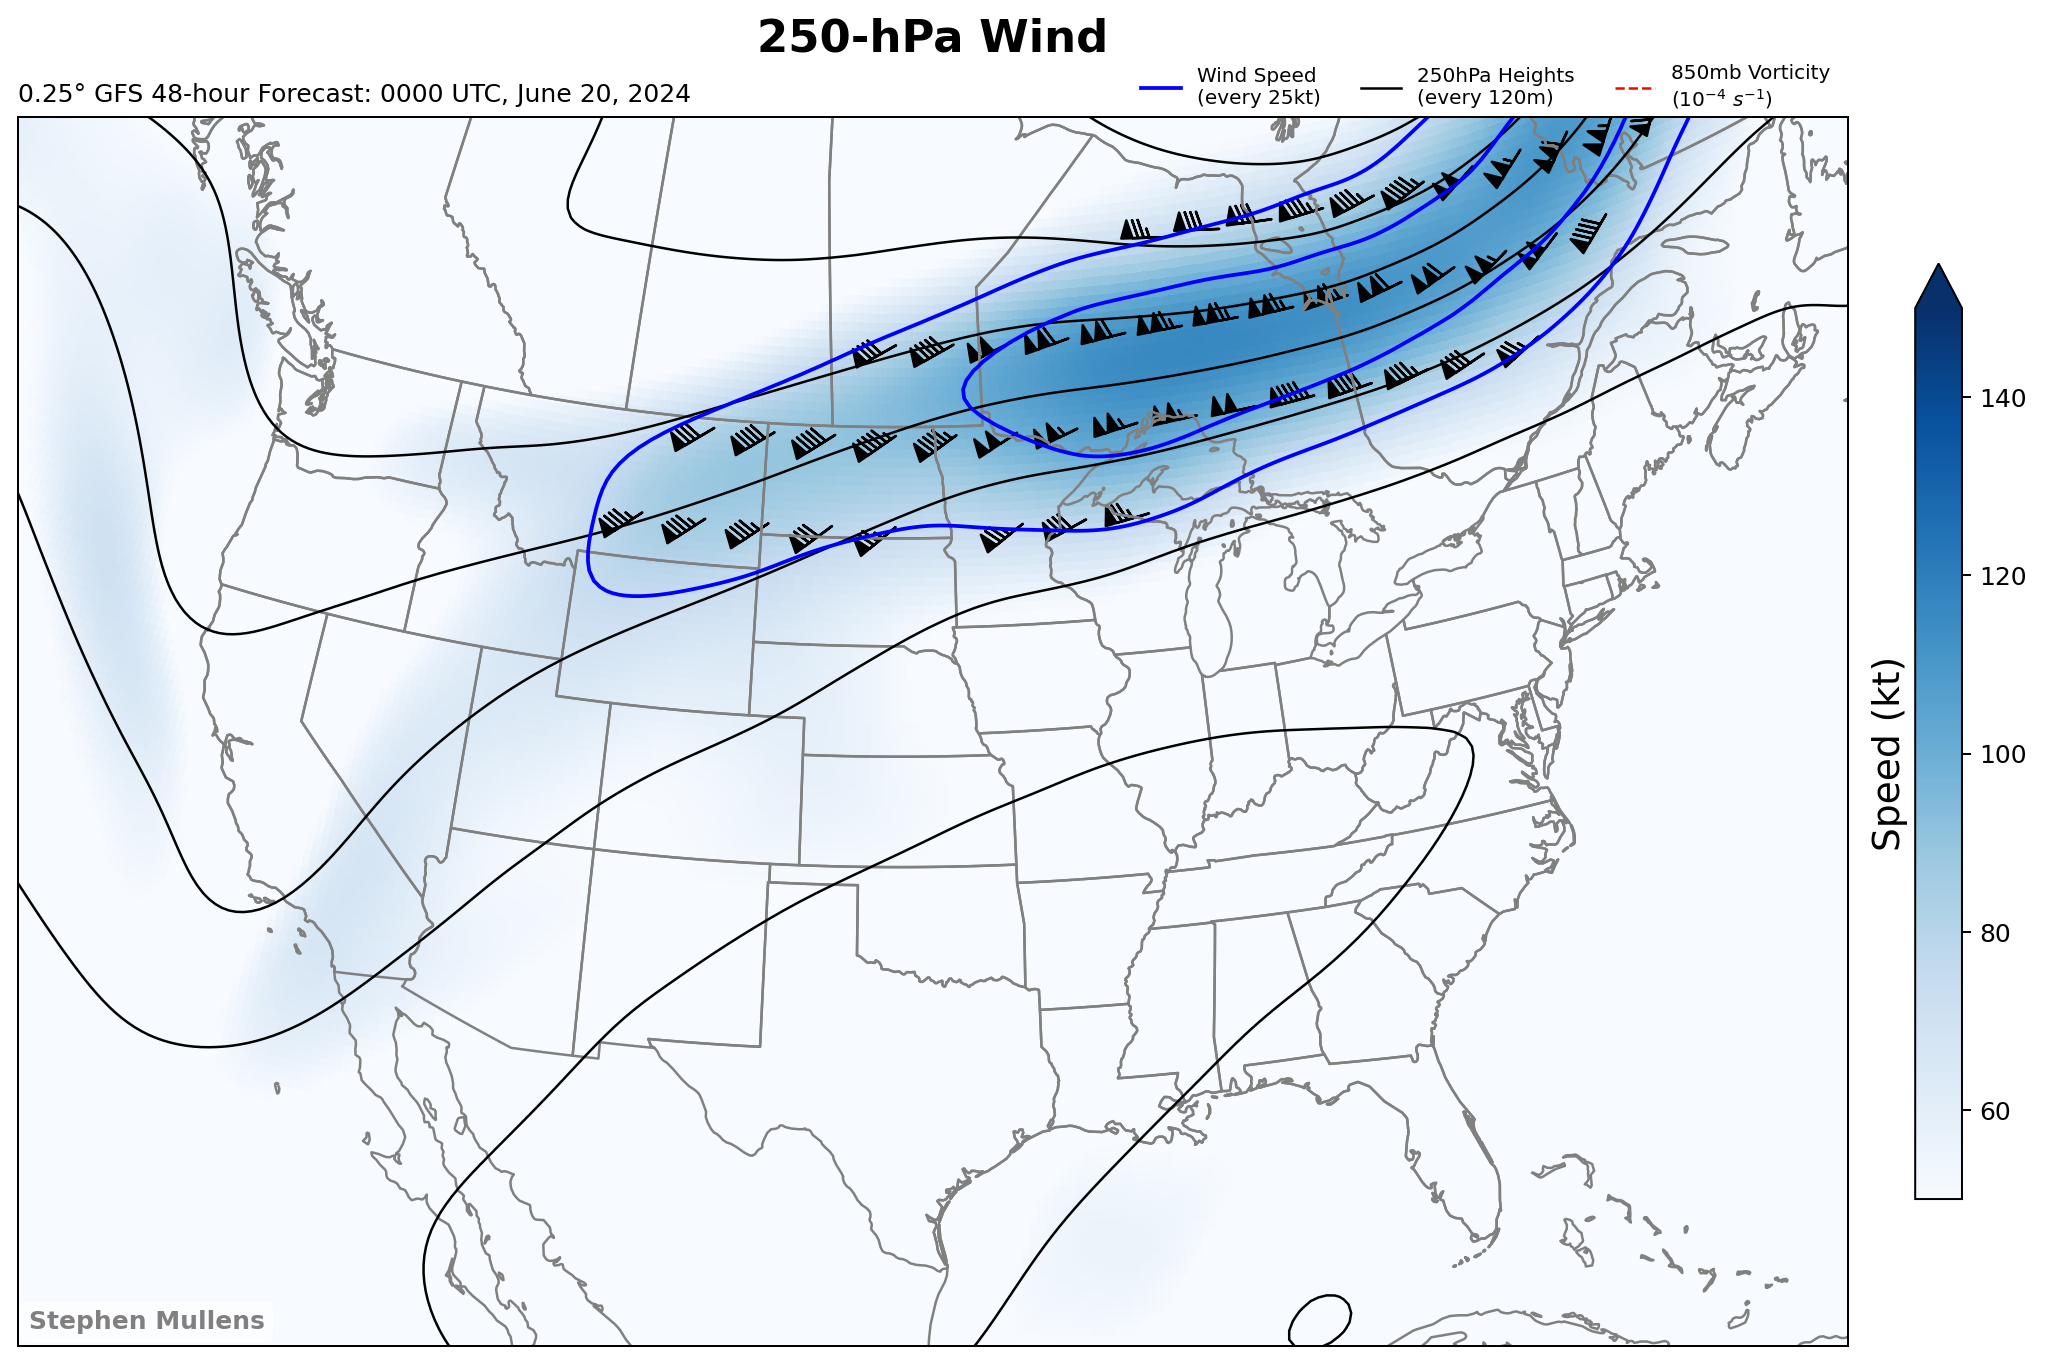 250-hPa Wind
0.25° GFS 48-hour Forecast: 0000 UTC, June 20, 2024
Wind Speed
(every 25kt)
250hPa Heights
(every 120m)
850mb Vorticity
(10⁻⁴ s⁻¹)
140
120
100
80
60
Speed (kt)
Stephen Mullens